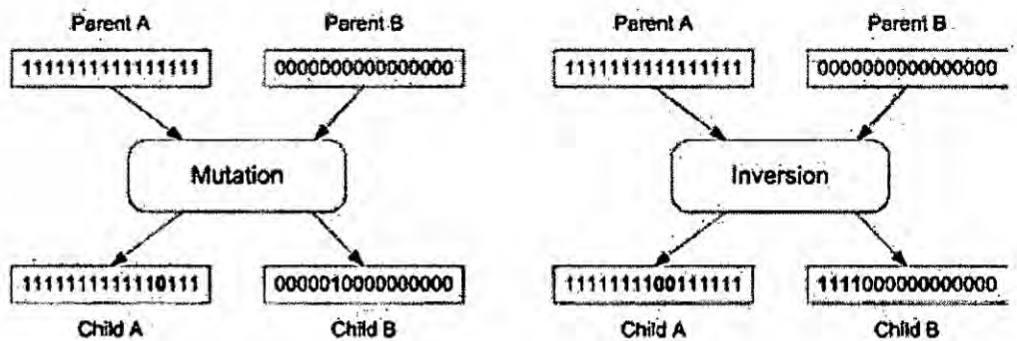 Parent A Parent B Parent A Parent B
1111111111111111 0000000000000000 1111111111111111 0000000000000000
Mutation Inversion
1111111111110111 0000010000000000 1111111100111111 1111000000000000
Child A Child B Child A Child B